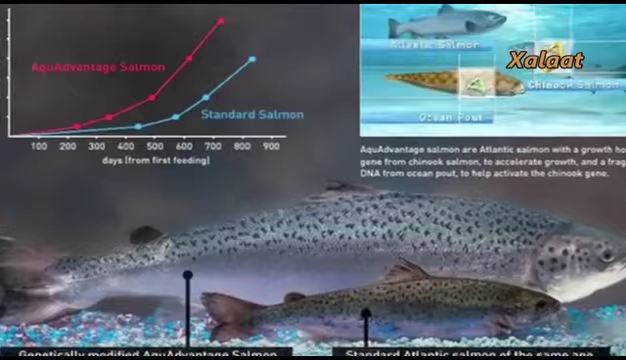 AquAdvantage Salmon
Standard Salmon
100 200 300 400 500 600 700 800 900
days (from first feeding)
Atlantic Salmon
Xalaat
Chinook Salmon
Ocean Pout
AquAdvantage salmon are Atlantic salmon with a growth
gene from chinook salmon, to accelerate growth, and a
DNA from ocean pout, to help activate the chinook gene.
Genetically modified AquAdvantage Salmon
Standard Atlantic salmon of the same age